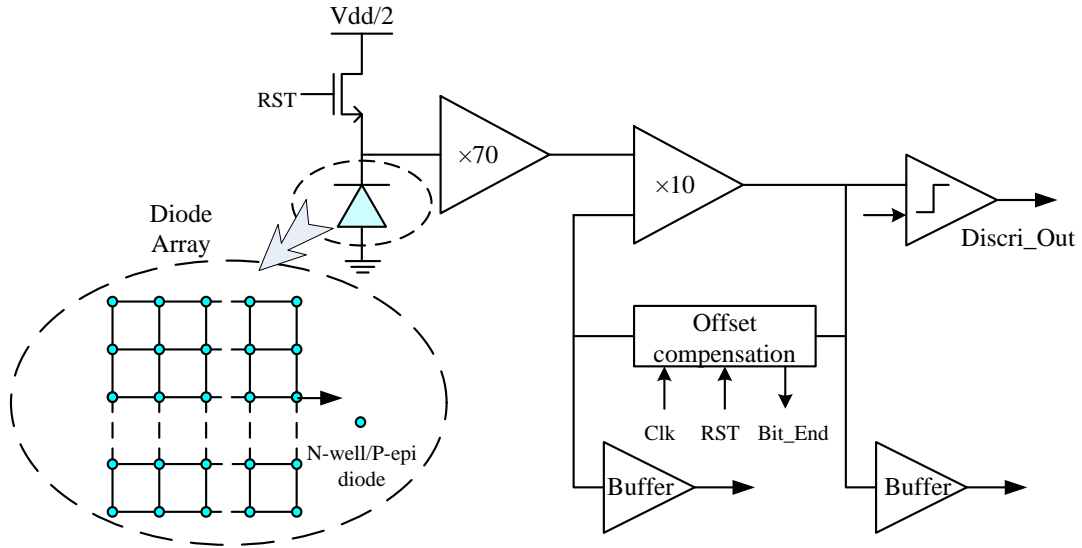 Vdd/2
RST
×70
×10
Diode
Array
Discri_Out
Offset
compensation
Clk
RST
Bit_End
N-well/P-epi
diode
Buffer
Buffer